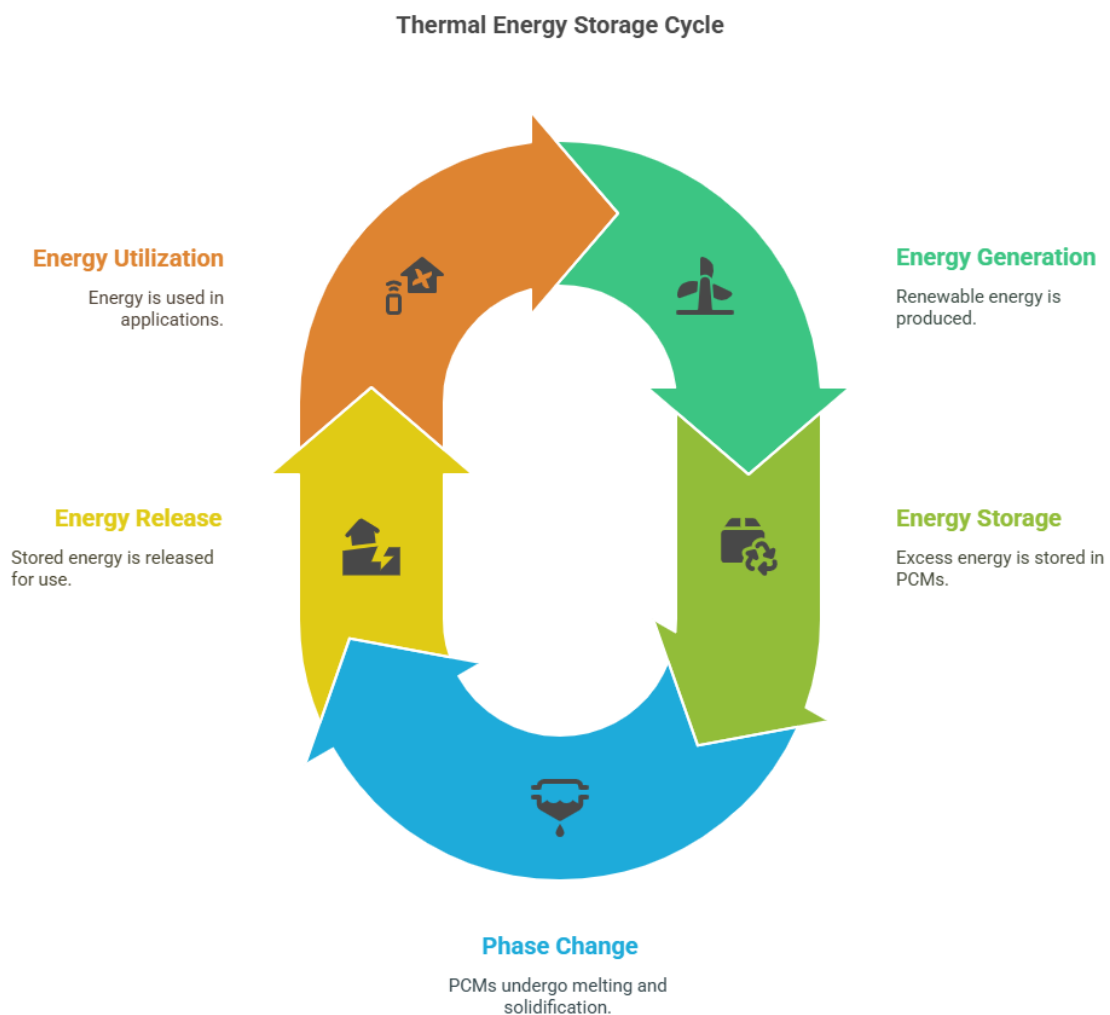 Thermal Energy Storage Cycle
Energy Utilization
Energy is used in
applications.
Energy Generation
Renewable energy is
produced.
Energy Release
Stored energy is released
for use.
Energy Storage
Excess energy is stored in
PCMs.
Phase Change
PCMs undergo melting and
solidification.